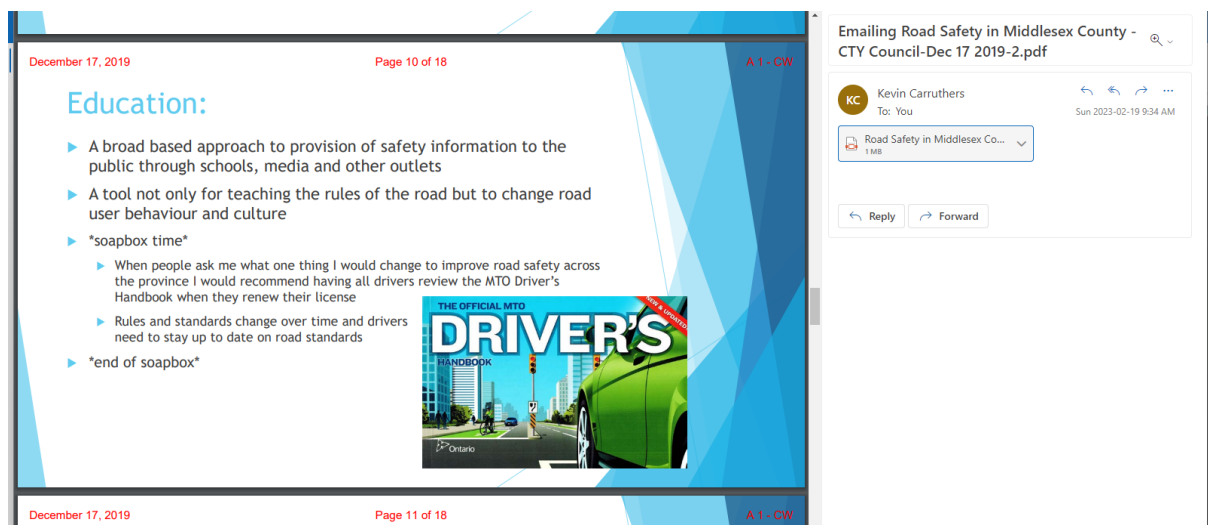 December 17, 2019 Page 10 of 18 A 1 - CW
Education:
A broad based approach to provision of safety information to the
public through schools, media and other outlets
A tool not only for teaching the rules of the road but to change road
user behaviour and culture
*soapbox time*
When people ask me what one thing I would change to improve road safety across
the province I would recommend having all drivers review the MTO Driver's
Handbook when they renew their license
Rules and standards change over time and drivers
need to stay up to date on road standards
*end of soapbox*
THE OFFICIAL MTO
DRIVER'S
HANDBOOK
NEW & UPDATED
Ontario
December 17, 2019 Page 11 of 18 A 1 - CW
Emailing Road Safety in Middlesex County -
CTY Council-Dec 17 2019-2.pdf
KC
Kevin Carruthers
To: You
Sun 2023-02-19 9:34 AM
Road Safety in Middlesex Co...
1 MB
Reply Forward